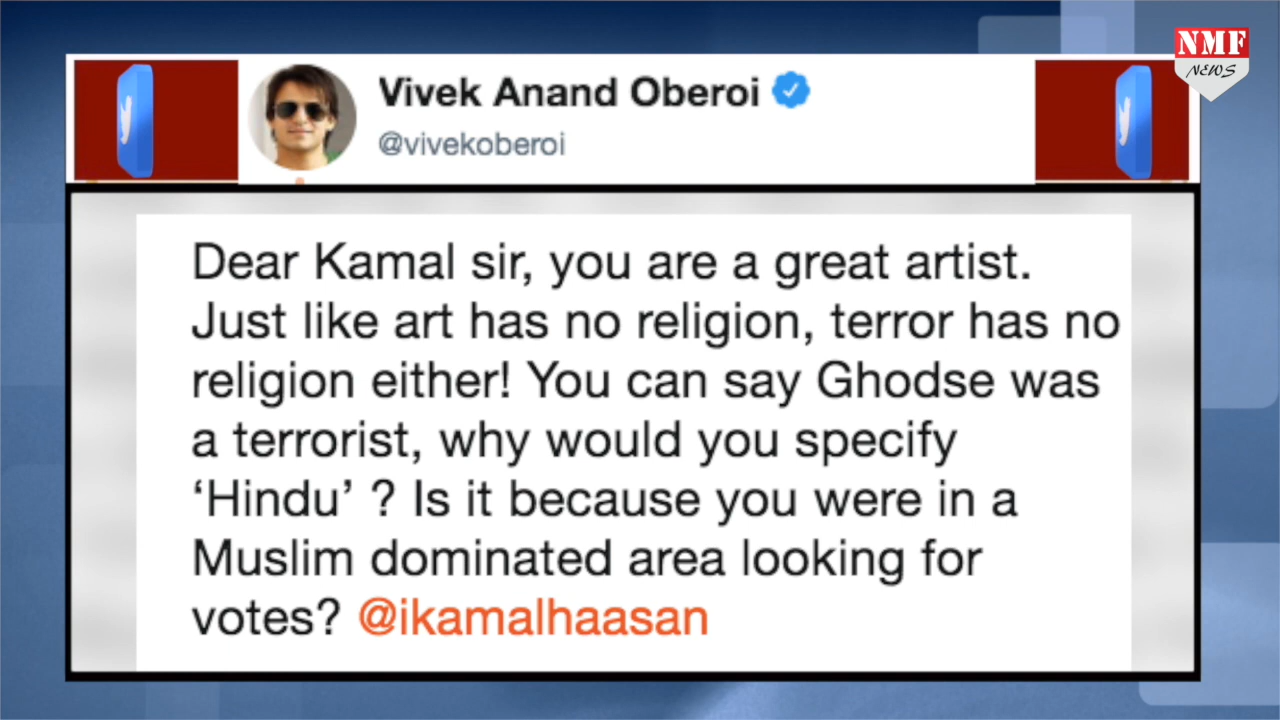 NMF
NEWS
Vivek Anand Oberoi
@vivekoberoi
Dear Kamal sir, you are a great artist.
Just like art has no religion, terror has no
religion either! You can say Ghodse was
a terrorist, why would you specify
‘Hindu’ ? Is it because you were in a
Muslim dominated area looking for
votes? @ikamalhaasan